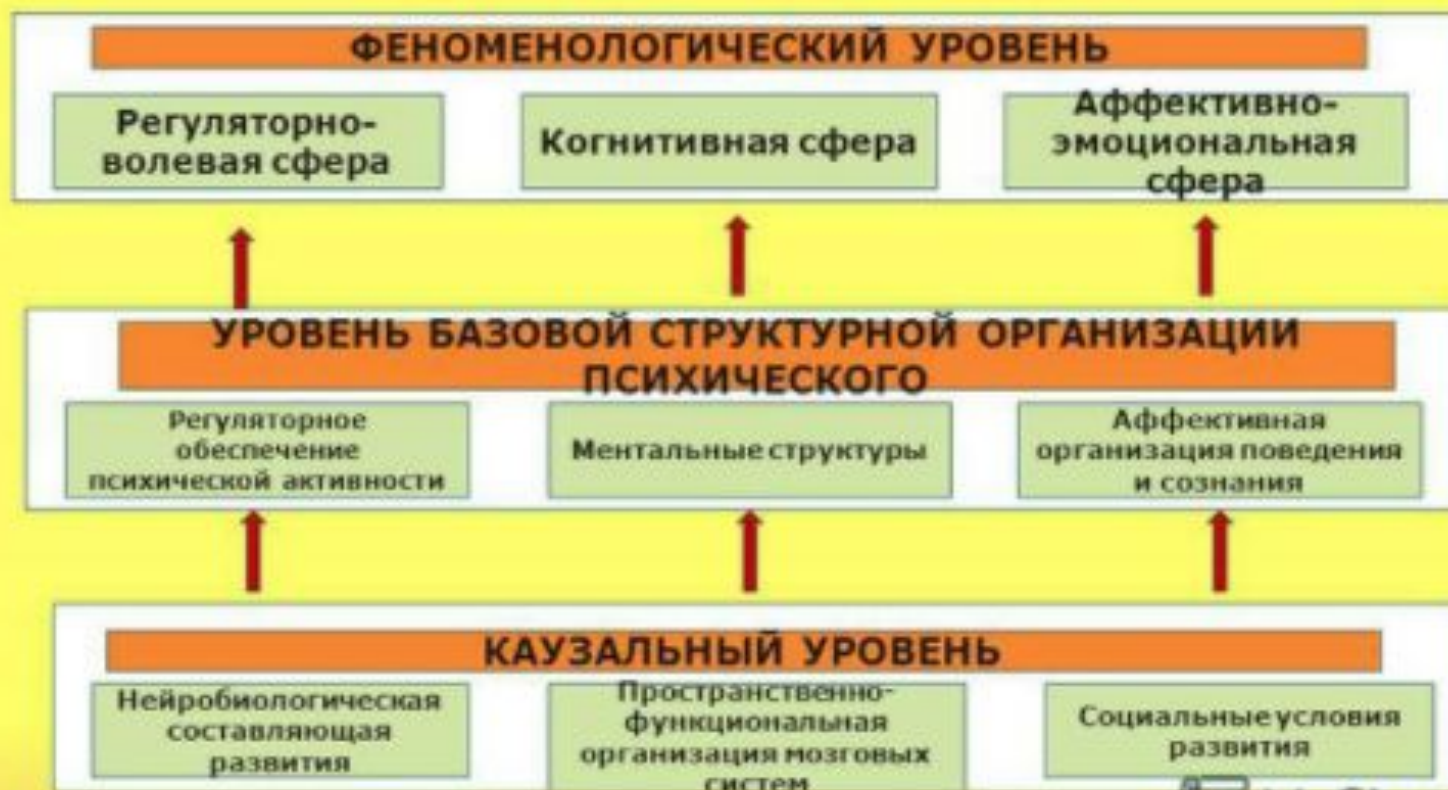 ФЕНОМЕНОЛОГИЧЕСКИЙ УРОВЕНЬ
Регуляторно-
волевая сфера
Когнитивная сфера
Аффективно-
эмоциональная
сфера
УРОВЕНЬ БАЗОВОЙ СТРУКТУРНОЙ ОРГАНИЗАЦИИ
ПСИХИЧЕСКОГО
Регуляторное
обеспечение
психической активности
Ментальные структуры
Аффективная
организация поведения
и сознания
КАУЗАЛЬНЫЙ УРОВЕНЬ
Нейробиологическая
составляющая
развития
Пространственно-
функциональная
организация мозговых
систем
Социальные условия
развития